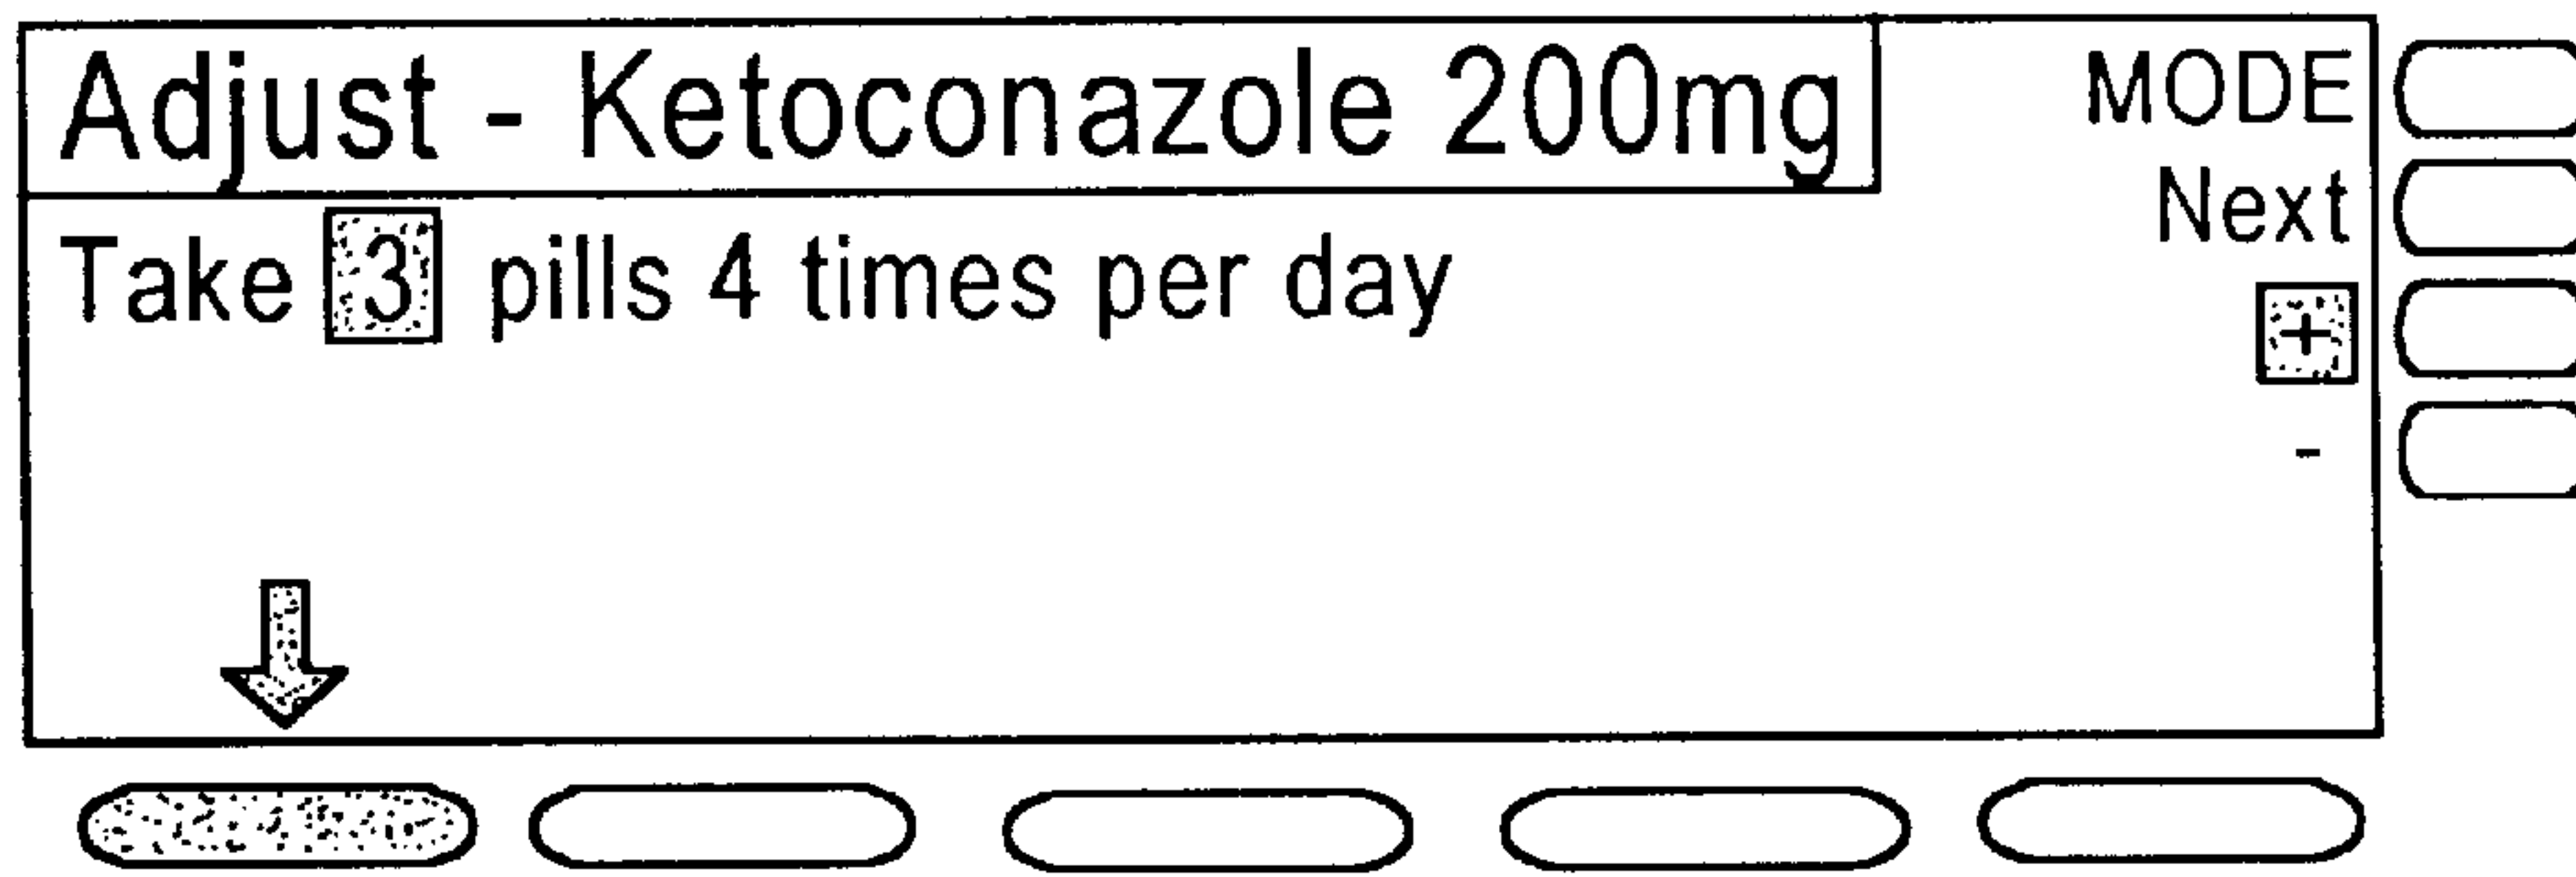 Adjust - Ketoconazole 200mg
MODE
Next
Take 3 pills 4 times per day
+
-